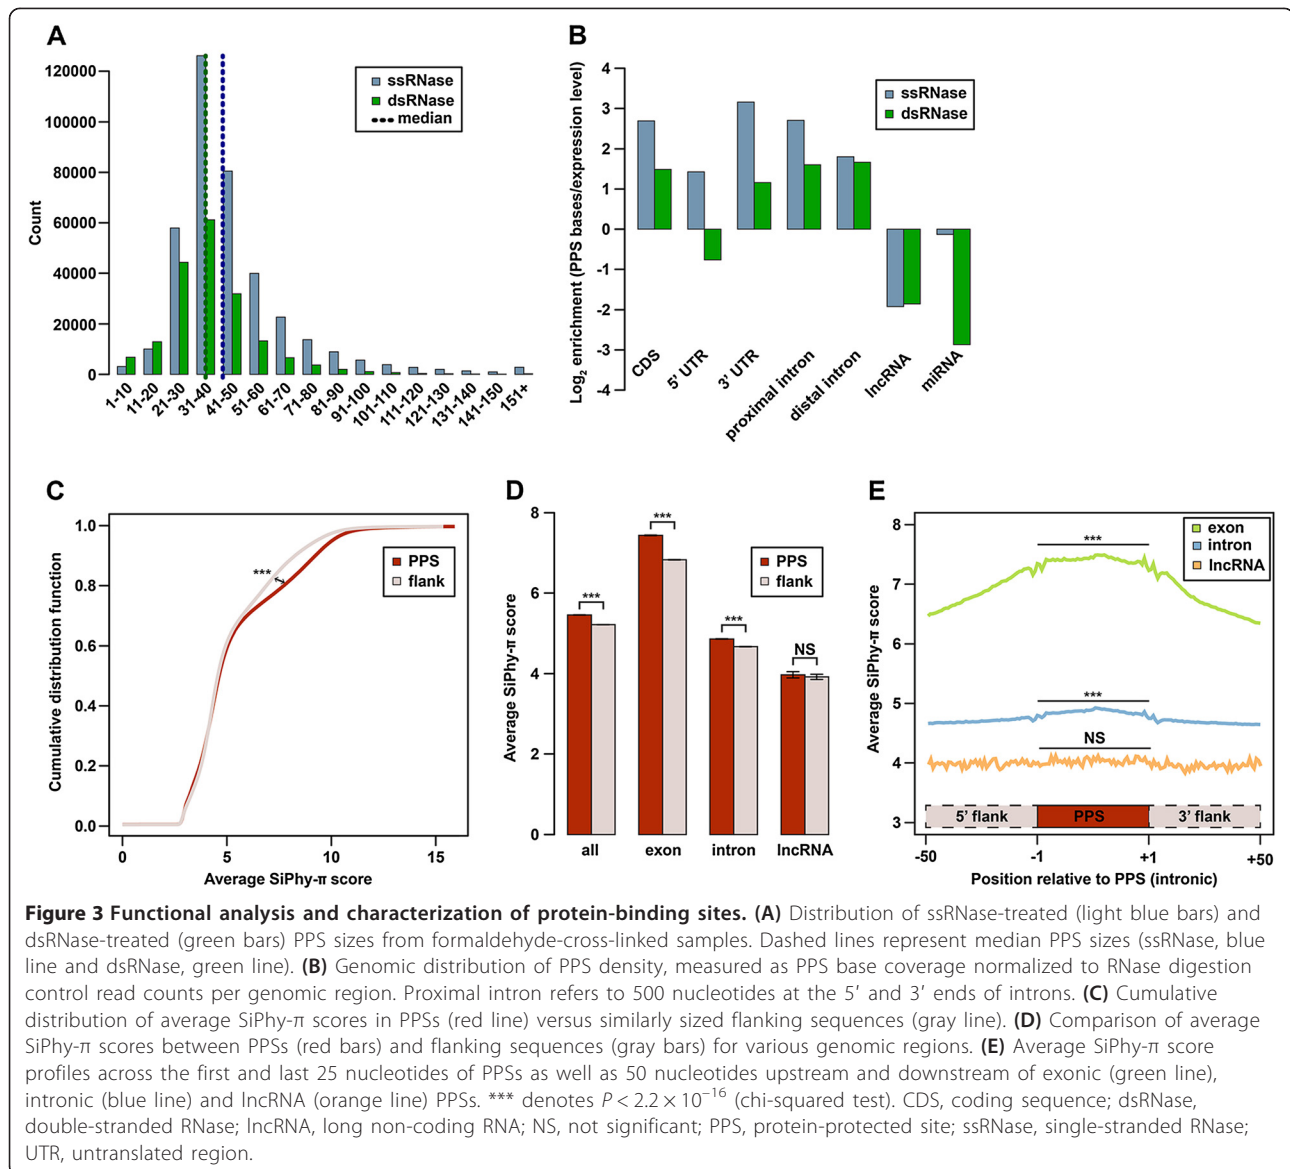 A
120000
100000
80000
60000
40000
20000
0
Count
ssRNase
dsRNase
median
1-10
11-20
21-30
31-40
41-50
51-60
61-70
71-80
81-90
91-100
101-110
111-120
121-130
131-140
141-150
151+
B
4
3
2
1
0
-1
-2
-3
-4
Log2 enrichment (PPS bases/expression level)
ssRNase
dsRNase
CDS
5' UTR
3' UTR
proximal intron
distal intron
lncRNA
miRNA
C
1.0
0.8
0.6
0.4
0.2
0.0
Cumulative distribution function
***
PPS
flank
0
5
10
15
Average SiPhy-π score
D
8
6
4
2
0
Average SiPhy-π score
***
***
***
NS
PPS
flank
all
exon
intron
lncRNA
E
8
7
6
5
4
3
Average SiPhy-π score
exon
intron
lncRNA
***
***
NS
5' flank
PPS
3' flank
-50
-1
+1
+50
Position relative to PPS (intronic)
Figure 3 Functional analysis and characterization of protein-binding sites. (A) Distribution of ssRNase-treated (light blue bars) and
dsRNase-treated (green bars) PPS sizes from formaldehyde-cross-linked samples. Dashed lines represent median PPS sizes (ssRNase, blue
line and dsRNase, green line). (B) Genomic distribution of PPS density, measured as PPS base coverage normalized to RNase digestion
control read counts per genomic region. Proximal intron refers to 500 nucleotides at the 5′ and 3′ ends of introns. (C) Cumulative
distribution of average SiPhy-π scores in PPSs (red line) versus similarly sized flanking sequences (gray line). (D) Comparison of average
SiPhy-π scores between PPSs (red bars) and flanking sequences (gray bars) for various genomic regions. (E) Average SiPhy-π score
profiles across the first and last 25 nucleotides of PPSs as well as 50 nucleotides upstream and downstream of exonic (green line),
intronic (blue line) and lncRNA (orange line) PPSs. *** denotes P < 2.2 × 10⁻¹⁶ (chi-squared test). CDS, coding sequence; dsRNase,
double-stranded RNase; lncRNA, long non-coding RNA; NS, not significant; PPS, protein-protected site; ssRNase, single-stranded RNase;
UTR, untranslated region.